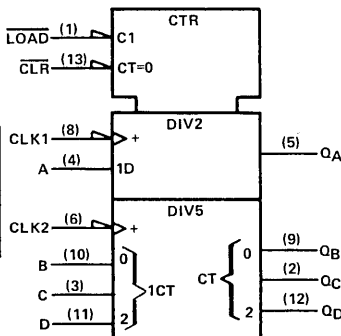 CTR
LOAD (1) C1
CLR (13) CT=0
DIV2
CLK1 (8) +
A (4) 1D
(5) QA
DIV5
CLK2 (6) +
B (10) 0
C (3) 1CT
D (11) 2
CT 0 (9) QB
(2) QC
2 (12) QD